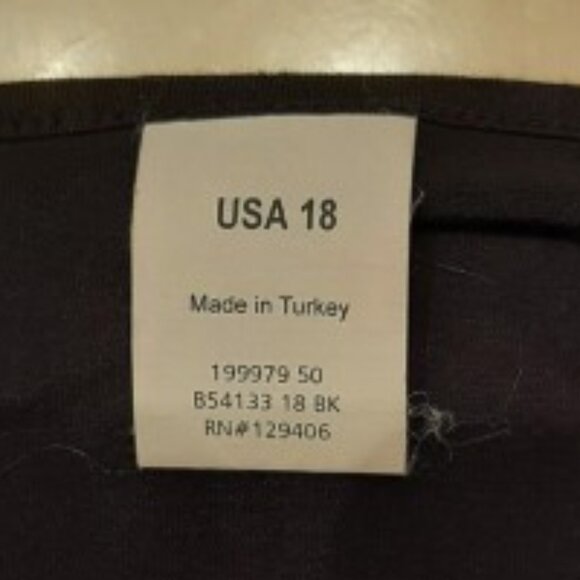 USA 18
Made in Turkey
199979 50
B54133 18 BK
RN#129406